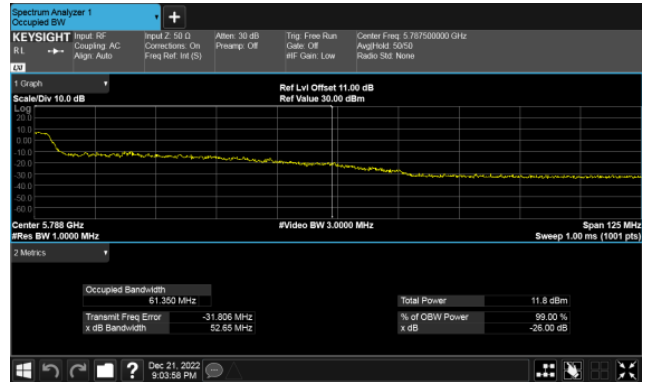 Spectrum Analyzer 1
Occupied BW
+
KEYSIGHT Input: RF Input Z: 50 Ω Atten: 30 dB Trig: Free Run Center Freq: 5.787500000 GHz
RL Coupling: AC Corrections: On Preamp: Off Gate: Off Avg|Hold: 50/50
Align: Auto Freq Ref: Int (S) #IF Gain: Low Radio Std: None
LXI
1 Graph
Ref Lvl Offset 11.00 dB
Scale/Div 10.0 dB Ref Value 30.00 dBm
Log
20.0
10.0
0.00
-10.0
-20.0
-30.0
-40.0
-50.0
-60.0
Center 5.788 GHz #Video BW 3.0000 MHz Span 125 MHz
#Res BW 1.0000 MHz Sweep 1.00 ms (1001 pts)
2 Metrics
Occupied Bandwidth
61.350 MHz Total Power 11.8 dBm
Transmit Freq Error -31.806 MHz % of OBW Power 99.00 %
x dB Bandwidth 52.65 MHz x dB -26.00 dB
? Dec 21, 2022
9:03:58 PM